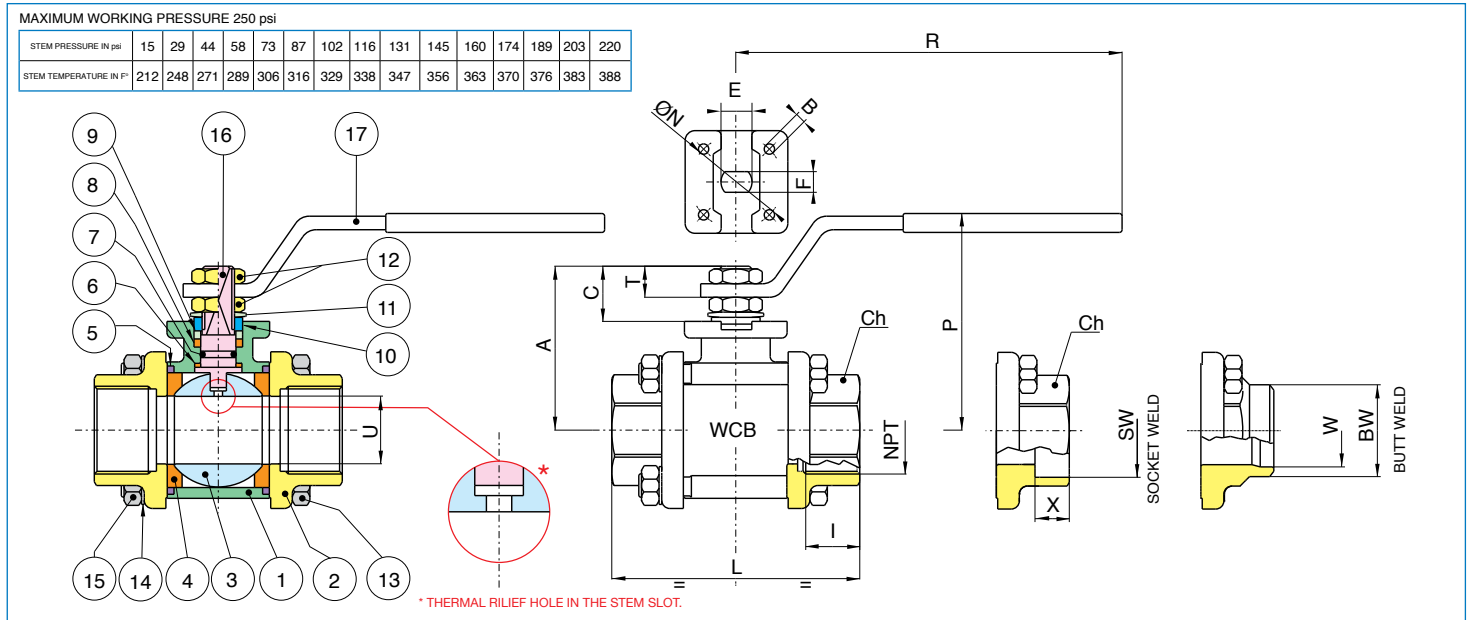 MAXIMUM WORKING PRESSURE 250 psi
STEM PRESSURE IN psi 15 29 44 58 73 87 102 116 131 145 160 174 189 203 220
STEM TEMPERATURE IN F° 212 248 271 289 306 316 329 338 347 356 363 370 376 383 388
R
E
B
ØN
F
9
16
17
8
7
12
6
T
C
11
5
A
P
Ch
Ch
10
U
WCB
NPT
SW
SOCKET WELD
W
BW
BUTT WELD
*
X
I
L
= =
15 14 4 3 1 2 13
* THERMAL RILIEF HOLE IN THE STEM SLOT.